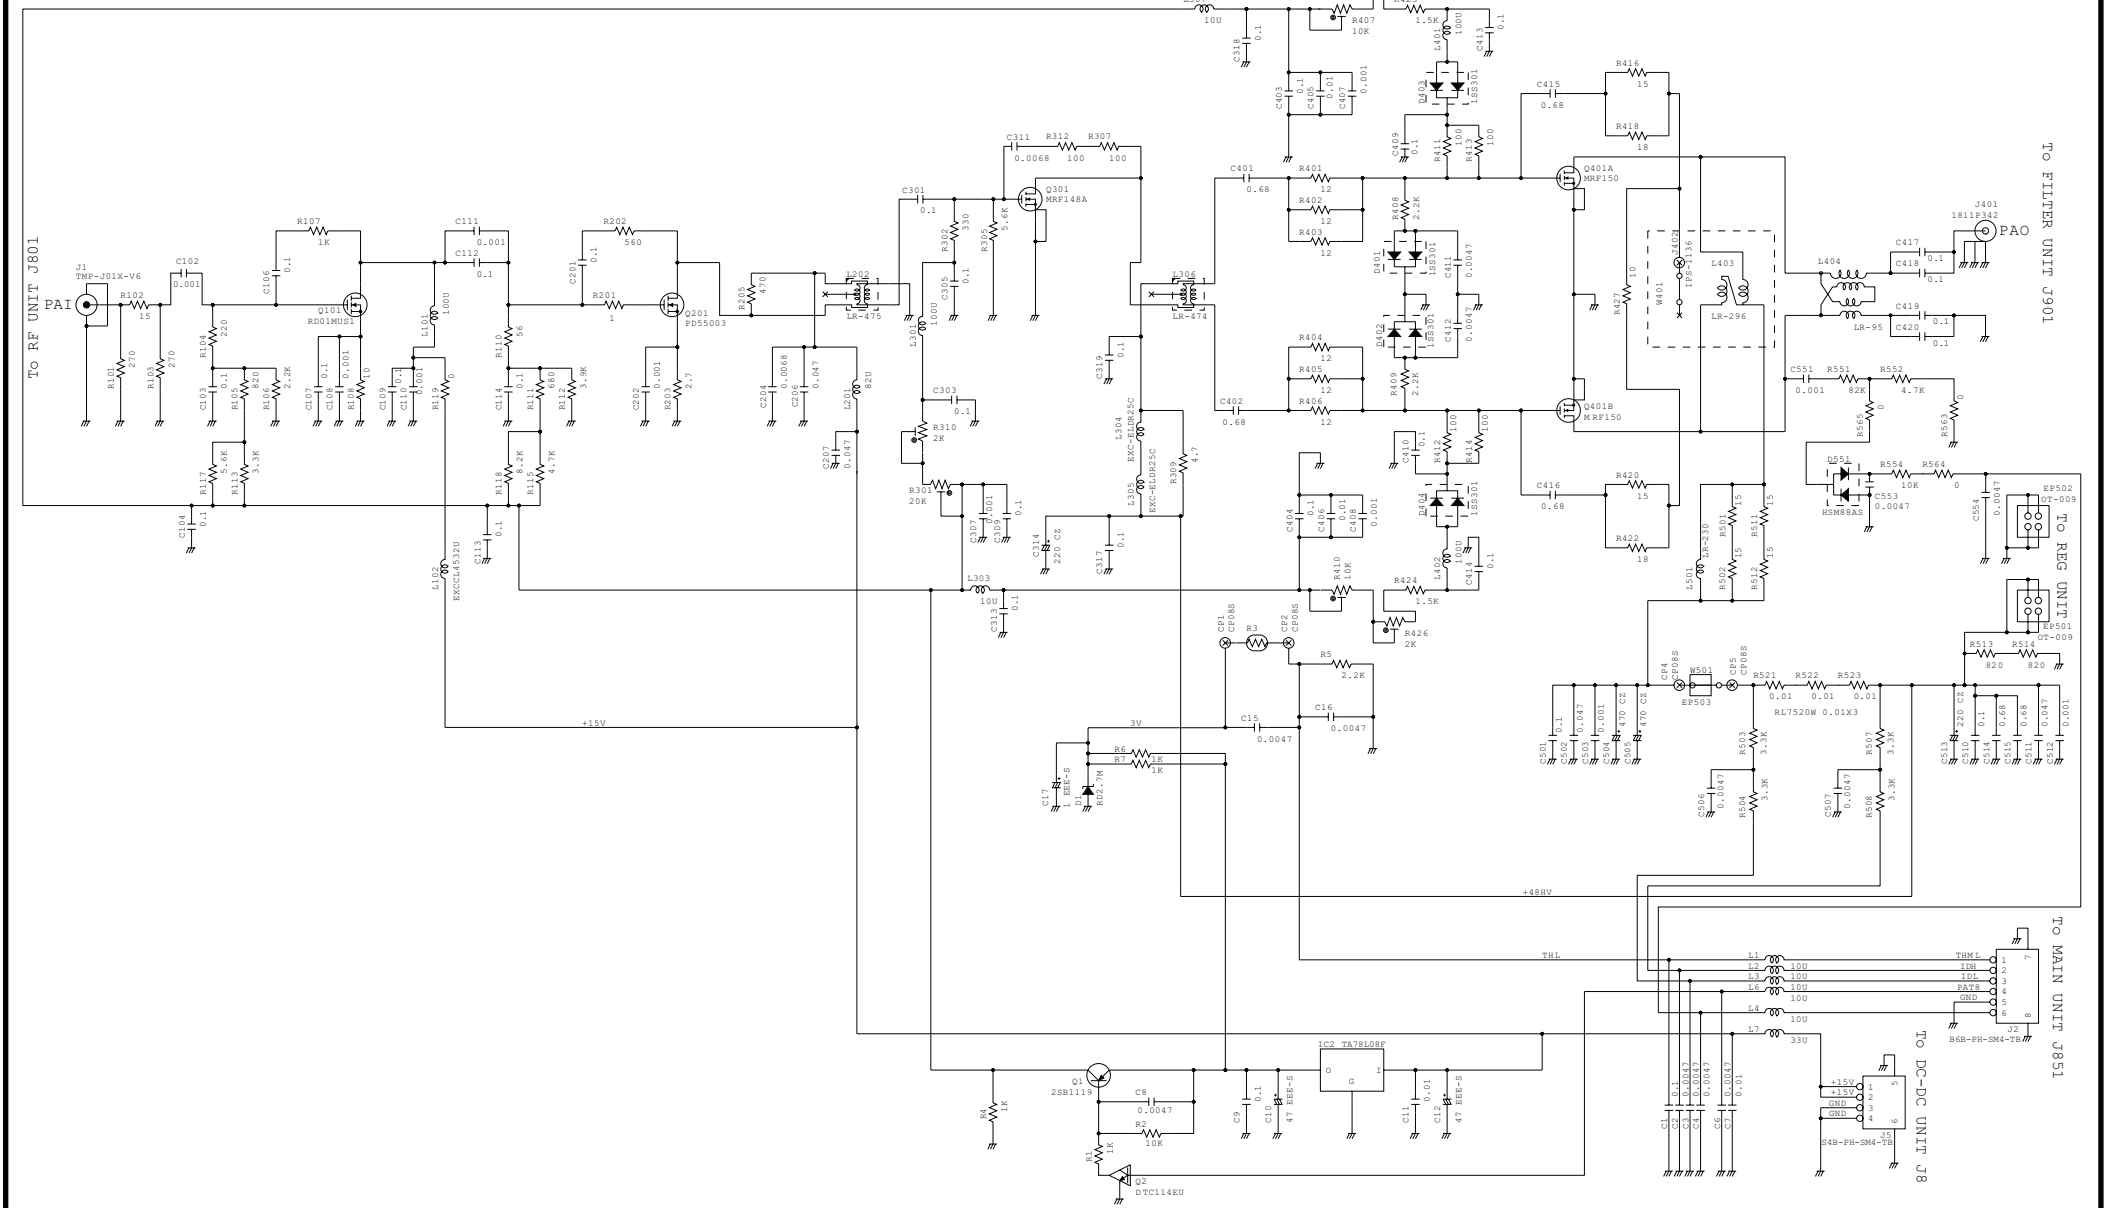 10U
C318
0.1
R407
10K
1.5K
L401
100U
C413
0.1
C403
0.1
C405
0.01
C407
0.001
D403
1SS301
C409
0.1
R411
100
R413
100
C415
0.68
R416
15
R418
18
To RF UNIT J801
PAI
J1
TMP-J01X-V6
R102
15
C102
0.001
R101
270
R103
270
R104
220
C103
0.1
R105
820
R106
2.2K
R117
5.6K
R113
3.3K
C104
0.1
C106
0.1
R107
1K
Q101
RD01MUS1
C107
0.1
C108
0.001
R108
10
C109
0.1
C110
0.001
R119
0
L101
100U
C111
0.001
C112
0.1
R110
56
C114
0.1
R111
680
R112
3.9K
R118
8.2K
R115
4.7K
C113
0.1
L102
EXCCL4532U
C201
0.1
R202
560
R201
1
Q201
PD55003
C202
0.001
R203
2.7
R205
470
C204
0.0068
C206
0.047
L201
82U
C207
0.047
L202
LR-475
C301
0.1
R302
330
C305
0.1
R305
5.6K
L301
100U
C303
0.1
R310
2K
R301
20K
C307
0.001
C309
0.1
L303
10U
C313
0.1
C311
0.0068
R312
100
R307
100
Q301
MRF148A
L306
LR-474
C319
0.1
L304
EXC-ELDR25C
L305
EXC-ELDR25C
R309
4.7
C314
220 CZ
C317
0.1
C401
0.68
R401
12
R402
12
R403
12
R404
12
R405
12
R406
12
C402
0.68
R408
2.2K
D401
1SS301
C411
0.0047
D402
1SS301
C412
0.0047
R409
2.2K
C410
0.1
R412
100
R414
100
D404
1SS301
L402
100U
C414
0.1
C404
0.1
C406
0.01
C408
0.001
R410
10K
R424
1.5K
R426
2K
C416
0.68
R420
15
R422
18
Q401A
MRF150
Q401B
MRF150
R427
10
W401
J402
IPS-1136
L403
LR-296
L404
LR-95
C417
0.1
C418
0.1
C419
0.1
C420
0.1
J401
1811P342
PAO
To FILTER UNIT J901
C551
0.001
R551
82K
R552
4.7K
R565
0
R563
0
D551
HSM88AS
C553
0.0047
R554
10K
R564
0
C554
0.0047
EP502
OT-009
To REG UNIT
EP501
OT-009
L501
LR-230
R501
15
R502
15
R511
15
R512
15
R513
820
R514
820
CP4
CP08S
W501
EP503
CP5
CP08S
R521
0.01
R522
0.01
R523
0.01
RL7520W 0.01X3
C501
0.1
C502
0.047
C503
0.001
C504
470 CZ
C505
470 CZ
R503
3.3K
R504
3.3K
C506
0.0047
R507
3.3K
R508
3.3K
C507
0.0047
C513
220 CZ
C510
0.1
C514
0.68
C515
0.68
C511
0.047
C512
0.001
CP1
CP08S
R3
CP2
CP08S
R5
2.2K
C15
0.0047
C16
0.0047
3V
+15V
R6
1K
R7
1K
C17
1 EEE-S
D1
RD2.7M
+48HV
THL
L1
10U
L2
10U
L3
10U
L6
10U
L4
10U
L7
33U
THML
IDH
IDL
PAT8
GND
1
2
3
4
5
6
7
8
J2
B6B-PH-SM4-TB
To MAIN UNIT J851
C1
0.1
C2
0.0047
C3
0.0047
C4
0.0047
C6
0.0047
C7
0.01
+15V
+15V
GND
GND
1
2
3
4
5
6
J5
S4B-PH-SM4-TB
To DC-DC UNIT J8
IC2 TA78L08F
O
I
G
Q1
2SB1119
R4
1K
C8
0.0047
R2
10K
R1
1K
Q2
DTC114EU
C9
0.1
C10
47 EEE-S
C11
0.01
C12
47 EEE-S